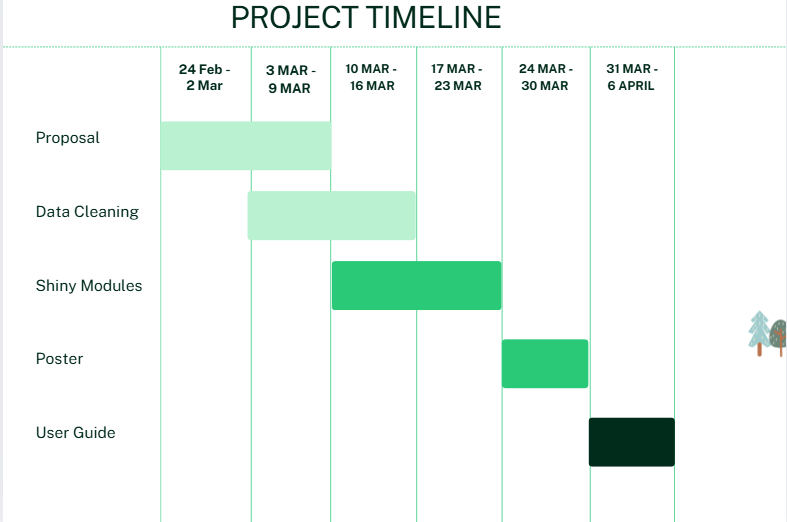 PROJECT TIMELINE
24 Feb -
2 Mar
3 MAR -
9 MAR
10 MAR -
16 MAR
17 MAR -
23 MAR
24 MAR -
30 MAR
31 MAR -
6 APRIL
Proposal
Data Cleaning
Shiny Modules
Poster
User Guide